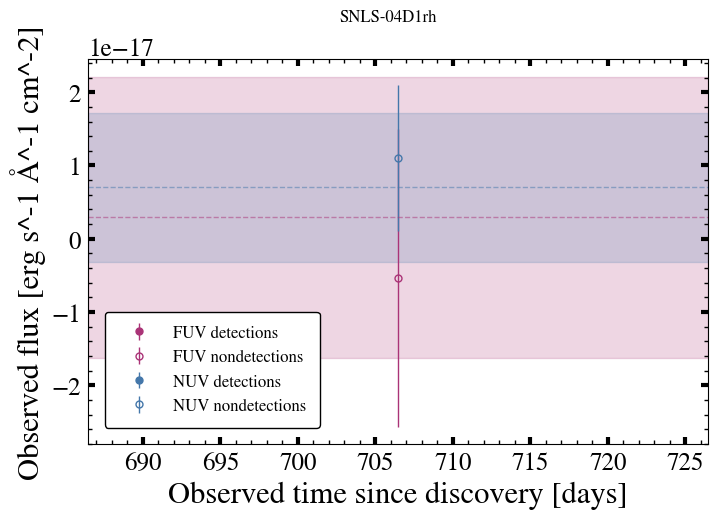 SNLS-04D1rh
1e−17
Observed flux [erg s^-1 Å^-1 cm^-2]
2
1
0
−1
−2
FUV detections
FUV nondetections
NUV detections
NUV nondetections
690 695 700 705 710 715 720 725
Observed time since discovery [days]